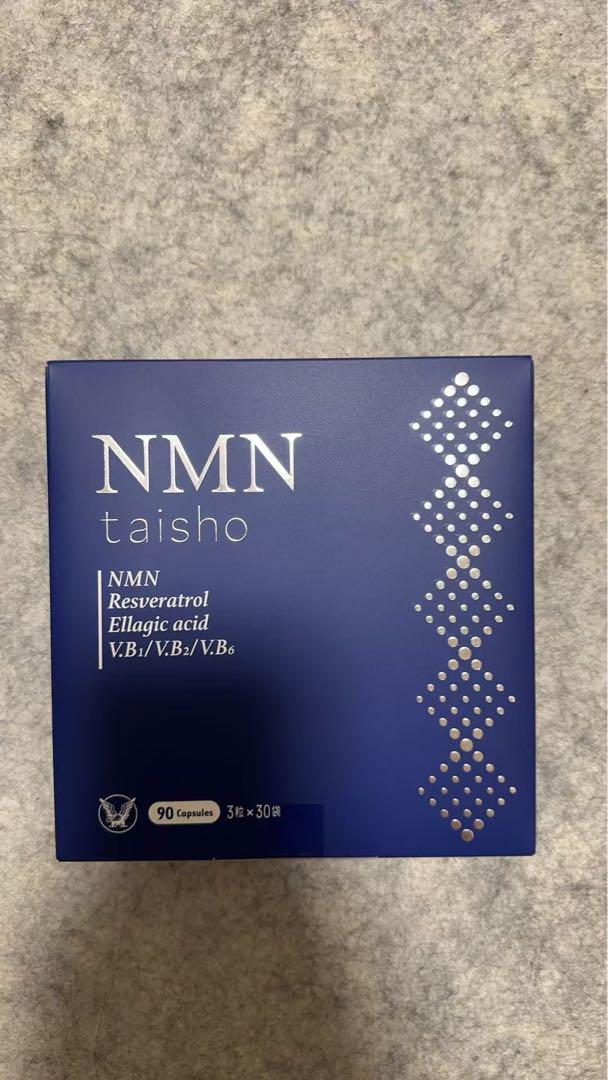 NMN
taisho
NMN
Resveratrol
Ellagic acid
V.B₁/V.B₂/V.B₆
90 Capsules 3粒×30袋